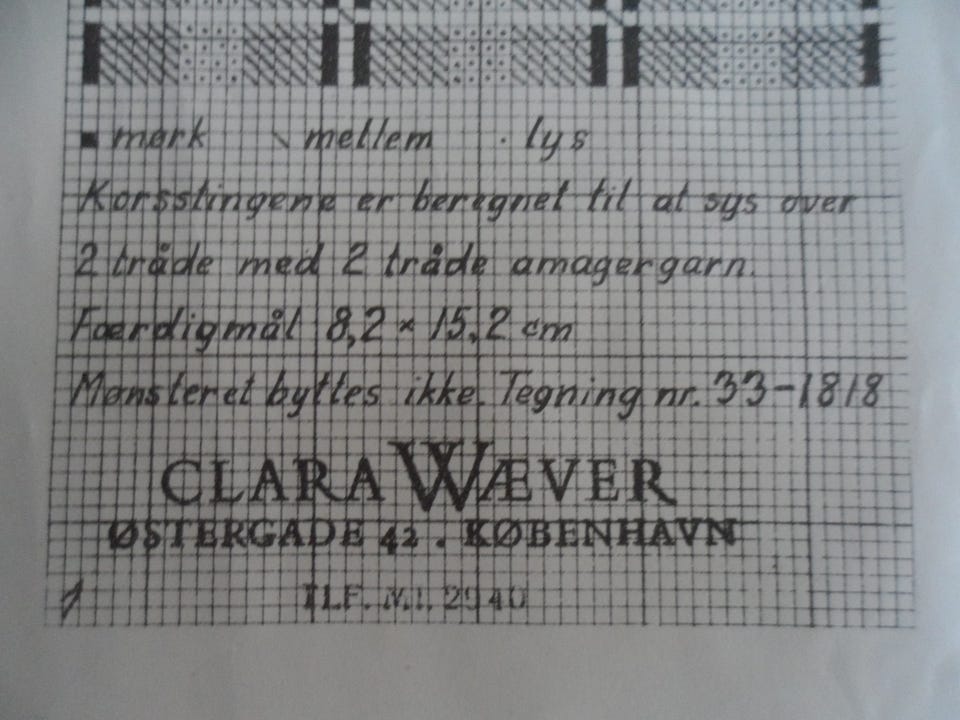 ▪ mørk \ mellem · lys
Korsstingene er beregnet til at sys over
2 tråde med 2 tråde amagergarn.
Færdigmål 8,2 × 15,2 cm
Mønsteret byttes ikke. Tegning nr. 33-1818
CLARA WÆVER
ØSTERGADE 42 . KØBENHAVN
TLF. MI. 2940